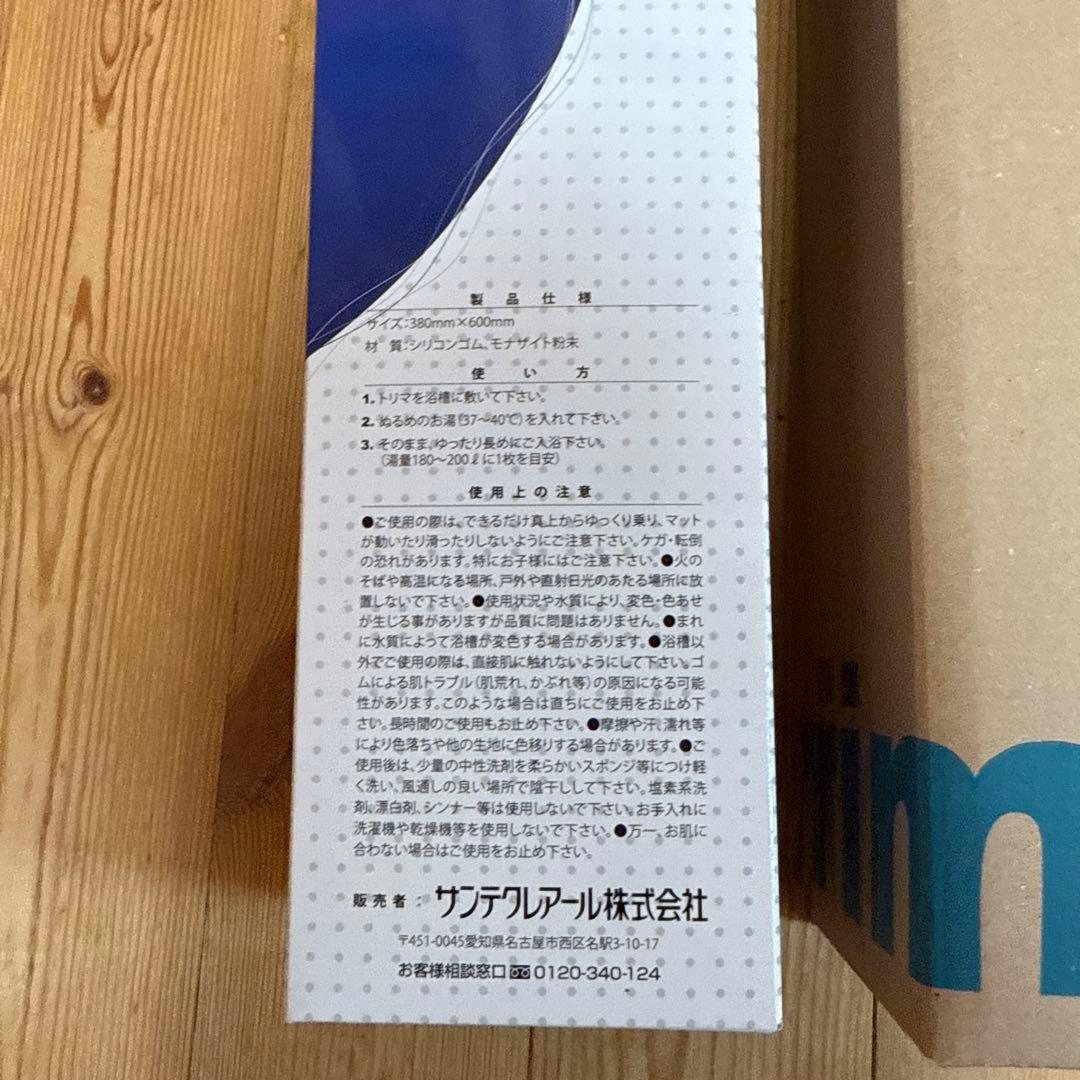 製品仕様
サイズ:380mm×600mm
材 質:シリコンゴム、モナザイト粉末
使い方
1.トリマを浴槽に敷いて下さい。
2.ぬるめのお湯(37〜40℃)を入れて下さい。
3.そのまま、ゆったり長めにご入浴下さい。
(湯量180〜200ℓに1枚を目安)
使用上の注意
●ご使用の際は、できるだけ真上からゆっくり乗り、マット
が動いたり滑ったりしないようにご注意下さい。ケガ・転倒
の恐れがあります。特にお子様にはご注意下さい。●火の
そばや高温になる場所、戸外や直射日光のあたる場所に放
置しないで下さい。●使用状況や水質により、変色・色あせ
が生じる事がありますが品質に問題はありません。●まれ
に水質によって浴槽が変色する場合があります。●浴槽以
外でご使用の際は、直接肌に触れないようにして下さい。ゴ
ムによる肌トラブル(肌荒れ、かぶれ等)の原因になる可能
性があります。このような場合は直ちにご使用をお止め下
さい。長時間のご使用もお止め下さい。●摩擦や汗、濡れ等
により色落ちや他の生地に色移りする場合があります。●ご
使用後は、少量の中性洗剤を柔らかいスポンジ等につけ軽
く洗い、風通しの良い場所で陰干しして下さい。塩素系洗
剤、漂白剤、シンナー等は使用しないで下さい。お手入れに
洗濯機や乾燥機等を使用しないで下さい。●万一、お肌に
合わない場合はご使用をお止め下さい。
販売者:サンテクレアール株式会社
〒451-0045愛知県名古屋市西区名駅3-10-17
お客様相談窓口 0120-340-124